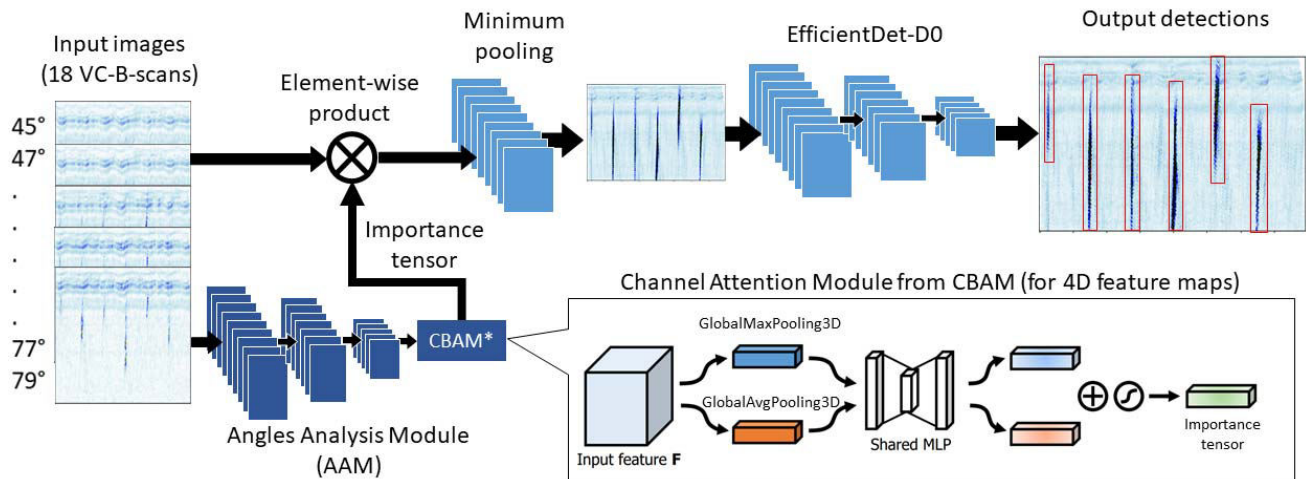 Input images
(18 VC-B-scans)
45°
47°
.
.
.
.
77°
79°
Element-wise
product
Minimum
pooling
EfficientDet-D0
Output detections
Importance
tensor
CBAM*
Angles Analysis Module
(AAM)
Channel Attention Module from CBAM (for 4D feature maps)
GlobalMaxPooling3D
GlobalAvgPooling3D
Input feature F
Shared MLP
Importance
tensor